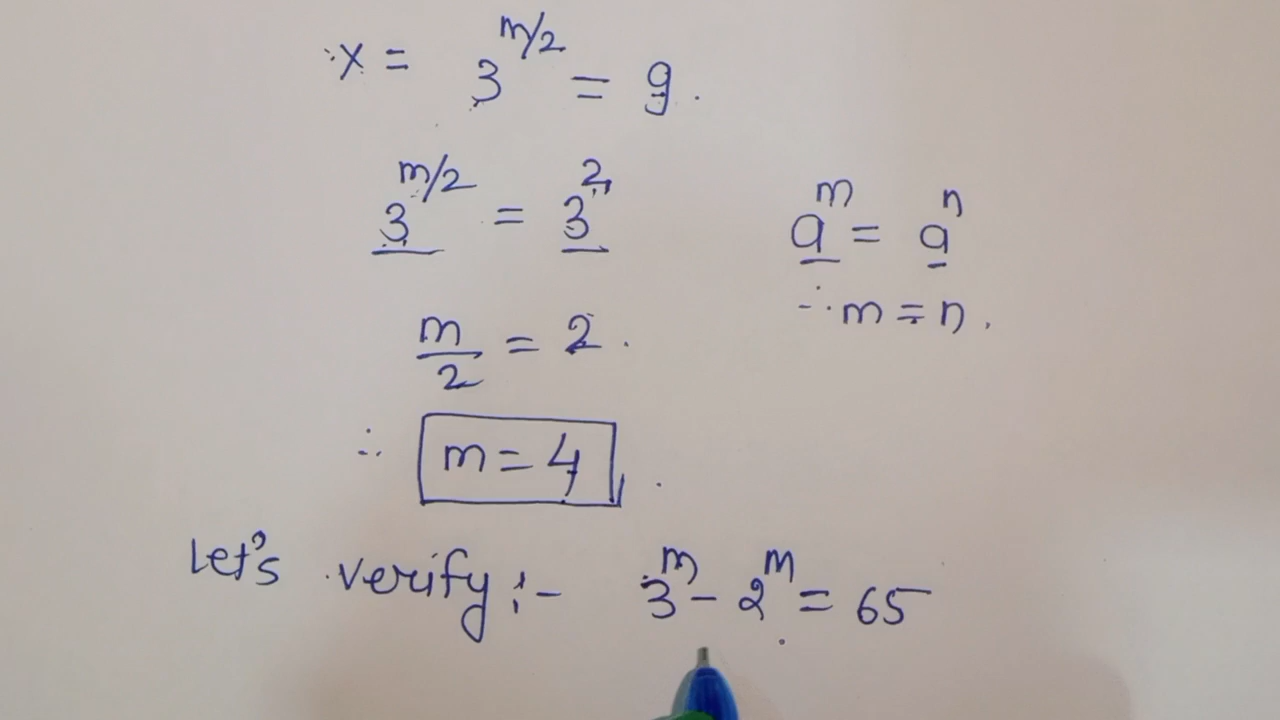 x = 3^{m/2} = 9.
3^{m/2} = 3^2
a^m = a^n
∴ m = n.
m/2 = 2.
∴ m = 4.
Let's verify :- 3^m - 2^m = 65